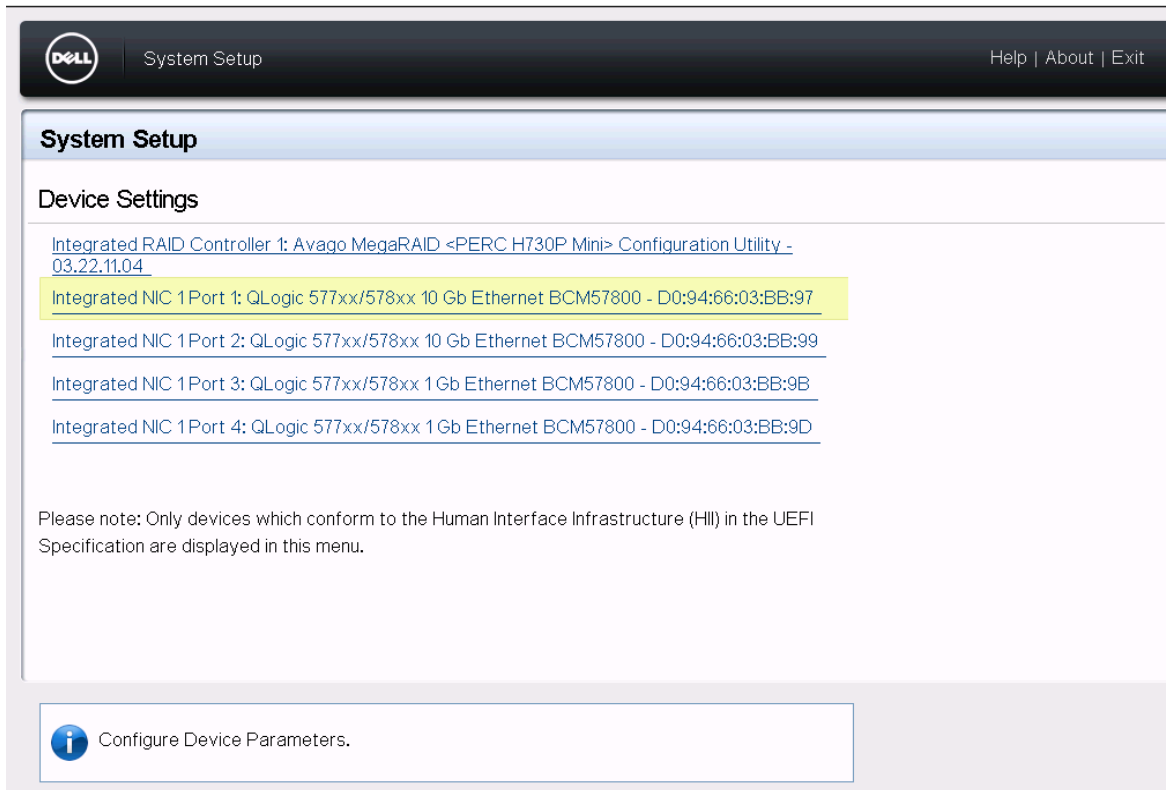 DELL
System Setup
Help | About | Exit
System Setup
Device Settings
Integrated RAID Controller 1: Avago MegaRAID <PERC H730P Mini> Configuration Utility -
03.22.11.04
Integrated NIC 1 Port 1: QLogic 577xx/578xx 10 Gb Ethernet BCM57800 - D0:94:66:03:BB:97
Integrated NIC 1 Port 2: QLogic 577xx/578xx 10 Gb Ethernet BCM57800 - D0:94:66:03:BB:99
Integrated NIC 1 Port 3: QLogic 577xx/578xx 1 Gb Ethernet BCM57800 - D0:94:66:03:BB:9B
Integrated NIC 1 Port 4: QLogic 577xx/578xx 1 Gb Ethernet BCM57800 - D0:94:66:03:BB:9D
Please note: Only devices which conform to the Human Interface Infrastructure (HII) in the UEFI
Specification are displayed in this menu.
Configure Device Parameters.